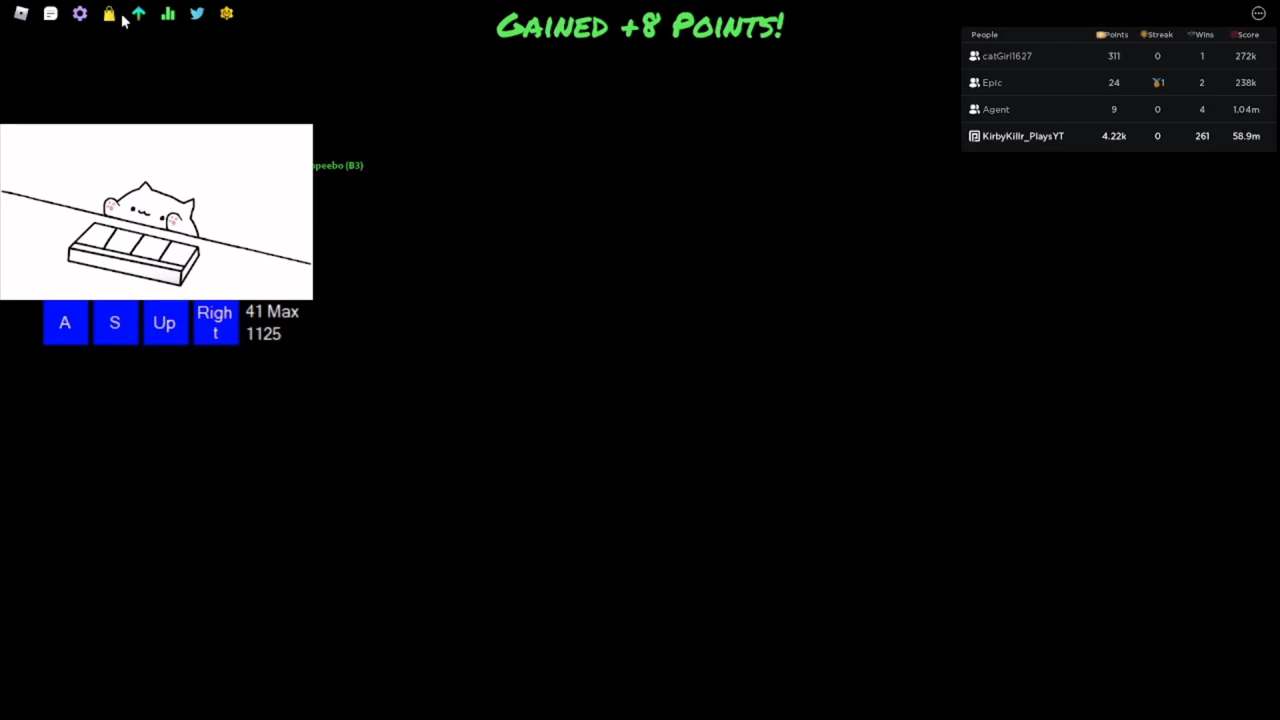 GAINED +8 POINTS!
People Points Streak Wins Score
catGirl1627 311 0 1 272k
Epic 24 1 2 238k
Agent 9 0 4 1.04m
KirbyKillr_PlaysYT 4.22k 0 261 58.9m
opeebo (B3)
A S Up Righ
t
41 Max
1125